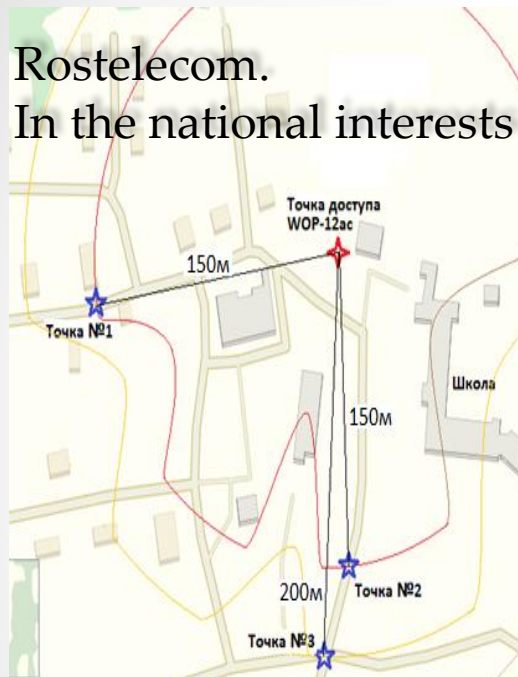 Rostelecom.
In the national interests
Точка доступа
WOP-12ac
150м
Точка №1
Школа
150м
200м
Точка №2
Точка №3